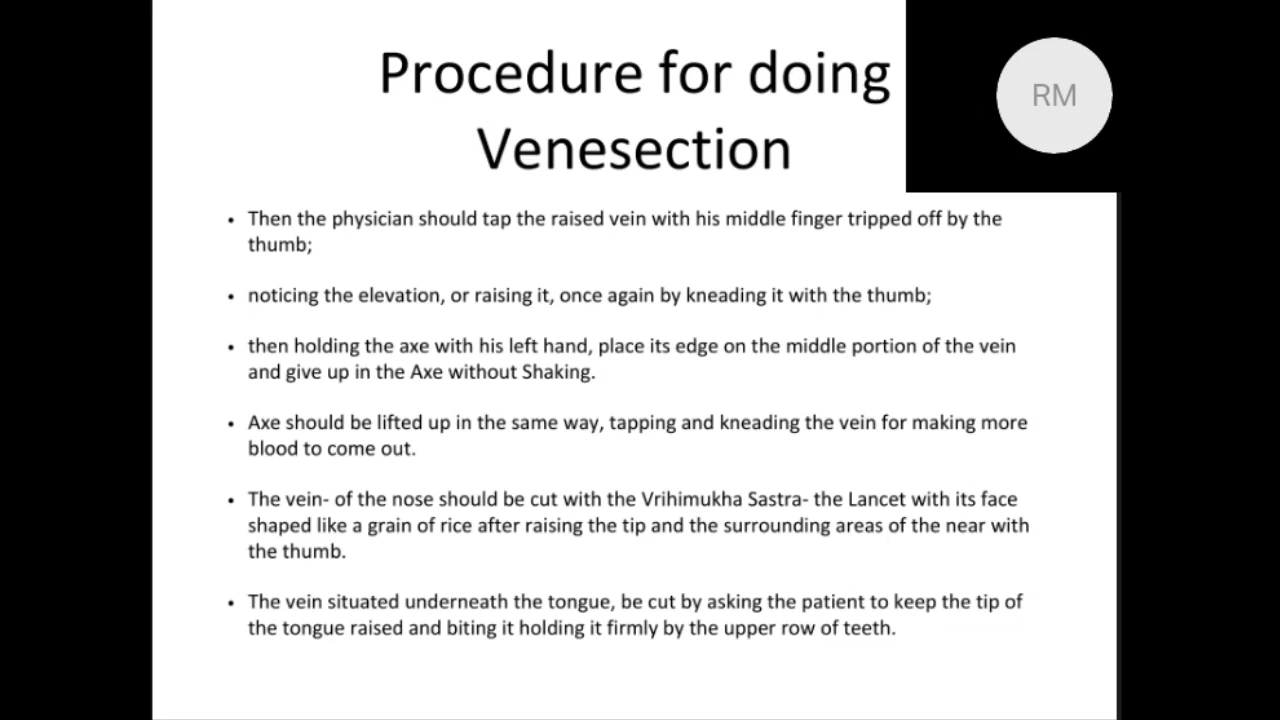 Procedure for doing
Venesection
RM
• Then the physician should tap the raised vein with his middle finger tripped off by the
thumb;
• noticing the elevation, or raising it, once again by kneading it with the thumb;
• then holding the axe with his left hand, place its edge on the middle portion of the vein
and give up in the Axe without Shaking.
• Axe should be lifted up in the same way, tapping and kneading the vein for making more
blood to come out.
• The vein- of the nose should be cut with the Vrihimukha Sastra- the Lancet with its face
shaped like a grain of rice after raising the tip and the surrounding areas of the near with
the thumb.
• The vein situated underneath the tongue, be cut by asking the patient to keep the tip of
the tongue raised and biting it holding it firmly by the upper row of teeth.